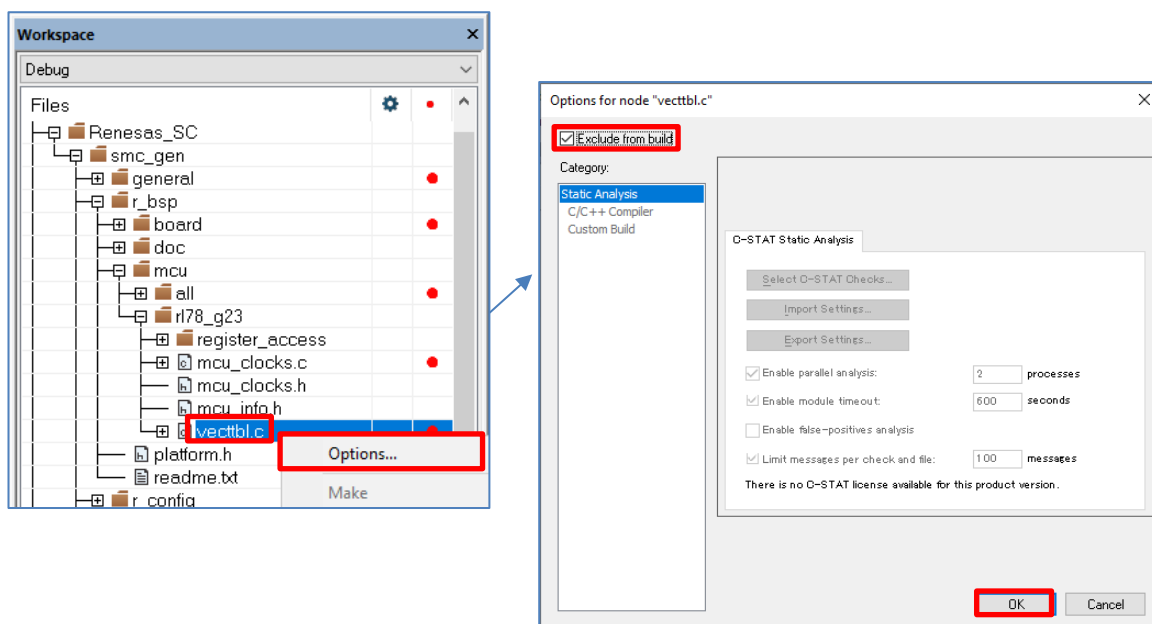 Workspace
Debug
Files
Renesas_SC
smc_gen
general
r_bsp
board
doc
mcu
all
rl78_g23
register_access
mcu_clocks.c
mcu_clocks.h
mcu_info.h
vecttbl.c
platform.h
readme.txt
r_config
Options...
Make
Options for node "vecttbl.c"
Exclude from build
Category:
Static Analysis
C/C++ Compiler
Custom Build
C-STAT Static Analysis
Select C-STAT Checks...
Import Settings...
Export Settings...
Enable parallel analysis: 2 processes
Enable module timeout: 600 seconds
Enable false-positives analysis
Limit messages per check and file: 100 messages
There is no C-STAT license available for this product version.
OK Cancel